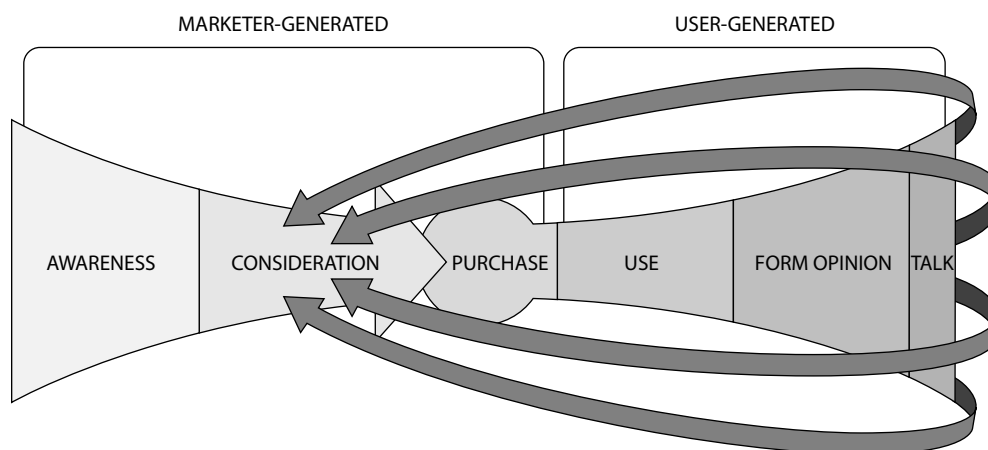 MARKETER-GENERATED
USER-GENERATED
AWARENESS
CONSIDERATION
PURCHASE
USE
FORM OPINION
TALK